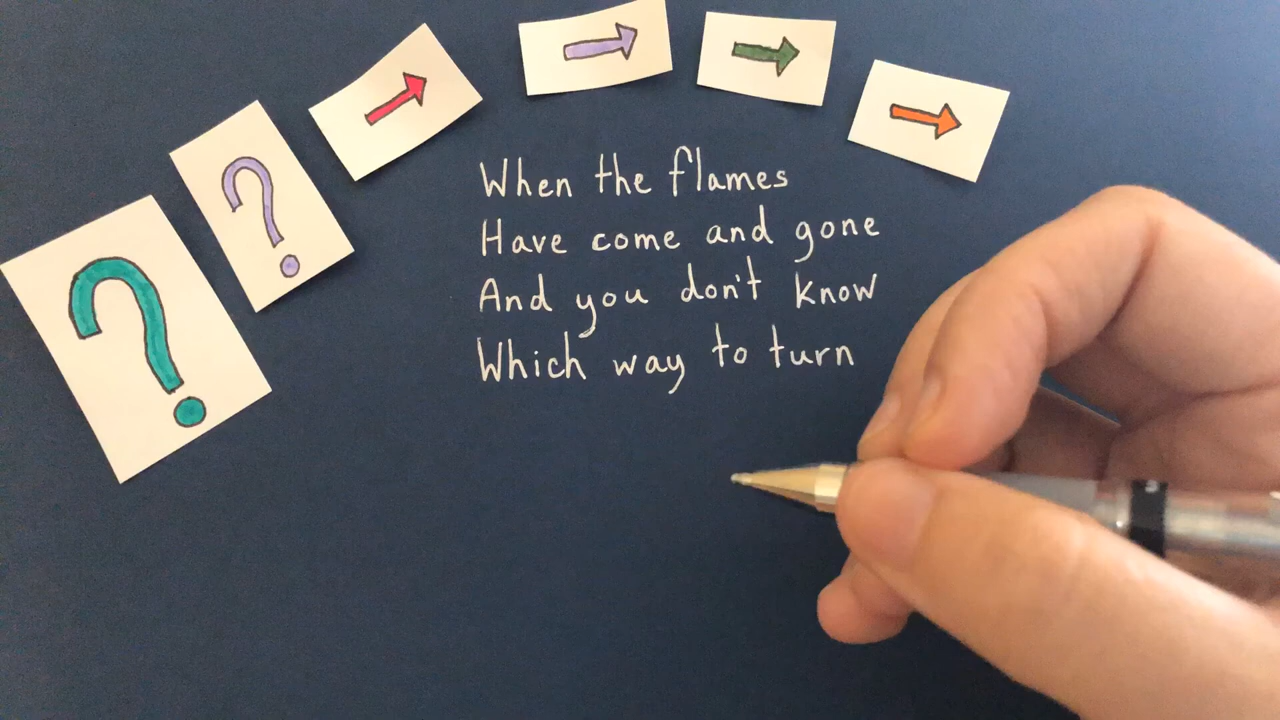 ?
?
When the flames
Have come and gone
And you don't know
Which way to turn